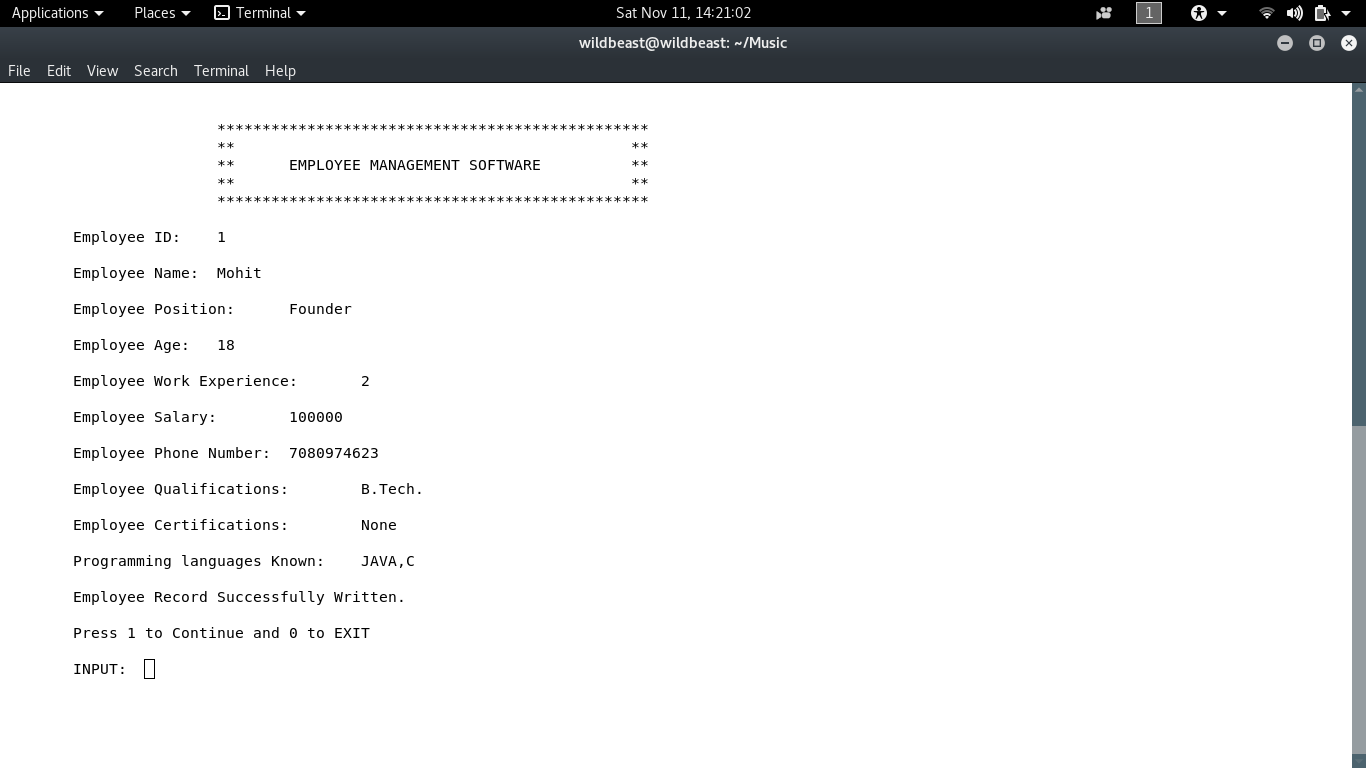 Applications Places Terminal Sat Nov 11, 14:21:02 1
wildbeast@wildbeast: ~/Music
File Edit View Search Terminal Help
************************************************
** **
** EMPLOYEE MANAGEMENT SOFTWARE **
** **
************************************************
Employee ID: 1
Employee Name: Mohit
Employee Position: Founder
Employee Age: 18
Employee Work Experience: 2
Employee Salary: 100000
Employee Phone Number: 7080974623
Employee Qualifications: B.Tech.
Employee Certifications: None
Programming languages Known: JAVA,C
Employee Record Successfully Written.
Press 1 to Continue and 0 to EXIT
INPUT: